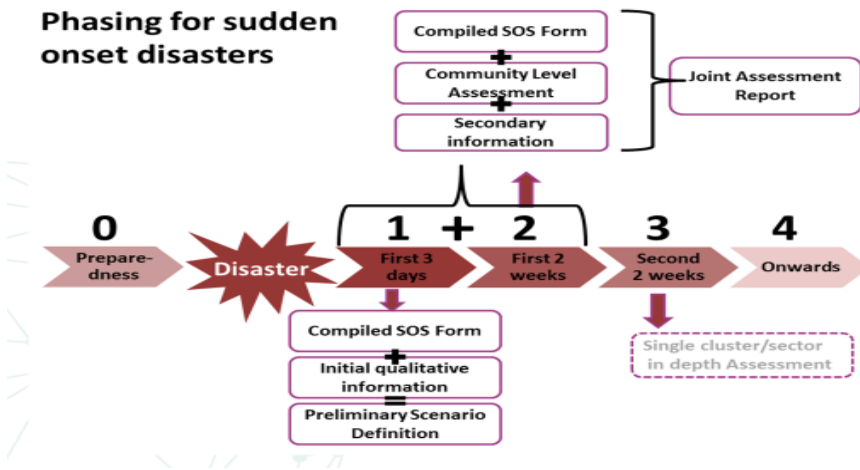 Phasing for sudden
onset disasters
Compiled SOS Form
+
Community Level
Assessment
+
Secondary
information
Joint Assessment
Report
0
1 + 2
3
4
Prepare-
dness
Disaster
First 3
days
First 2
weeks
Second
2 weeks
Onwards
Compiled SOS Form
+
Initial qualitative
information
=
Preliminary Scenario
Definition
Single cluster/sector
in depth Assessment